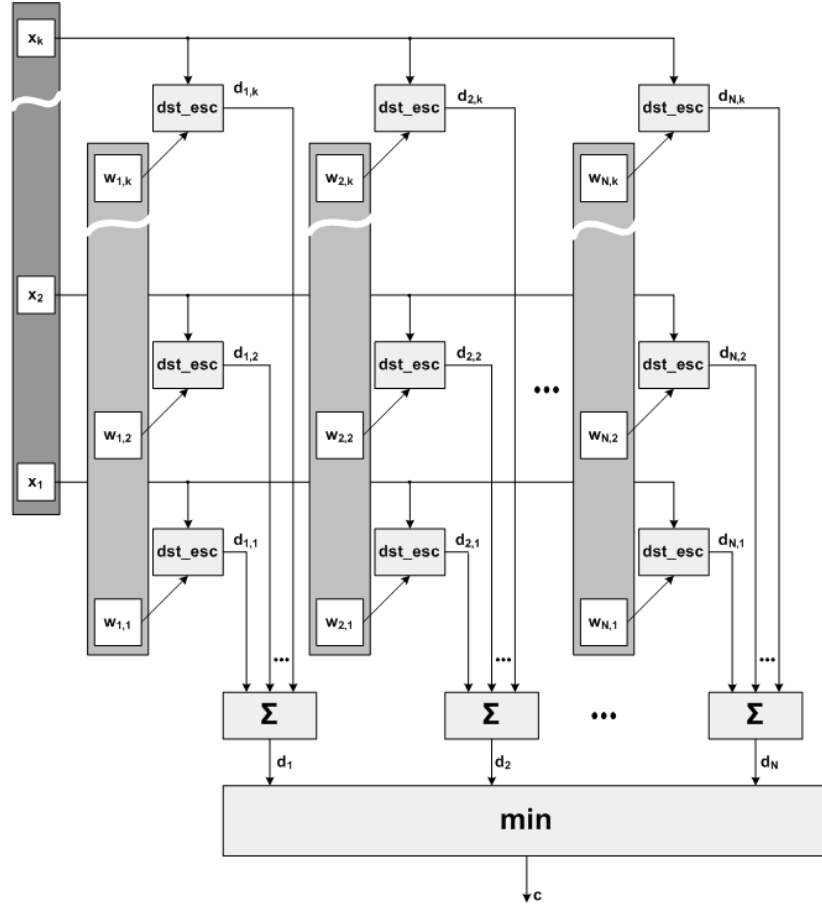 xk
d1,k d2,k dN,k
dst_esc dst_esc dst_esc
w1,k w2,k wN,k
x2
d1,2 d2,2 dN,2
dst_esc dst_esc dst_esc
...
w1,2 w2,2 wN,2
x1
d1,1 d2,1 dN,1
dst_esc dst_esc dst_esc
w1,1 w2,1 wN,1
... ... ...
Σ Σ ... Σ
d1 d2 dN
min
c